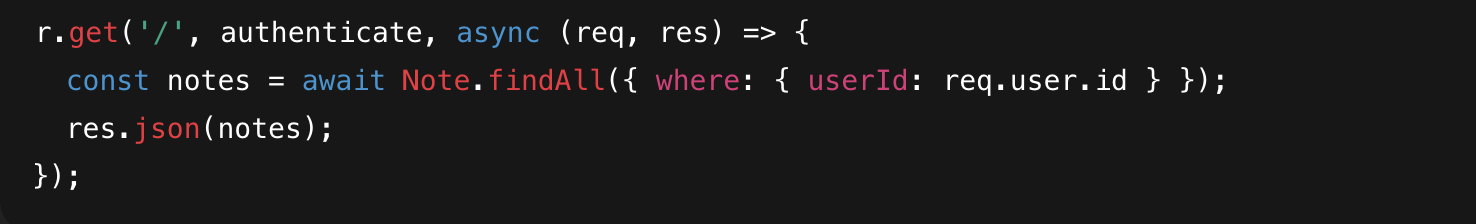 r.get('/', authenticate, async (req, res) => {
  const notes = await Note.findAll({ where: { userId: req.user.id } });
  res.json(notes);
});